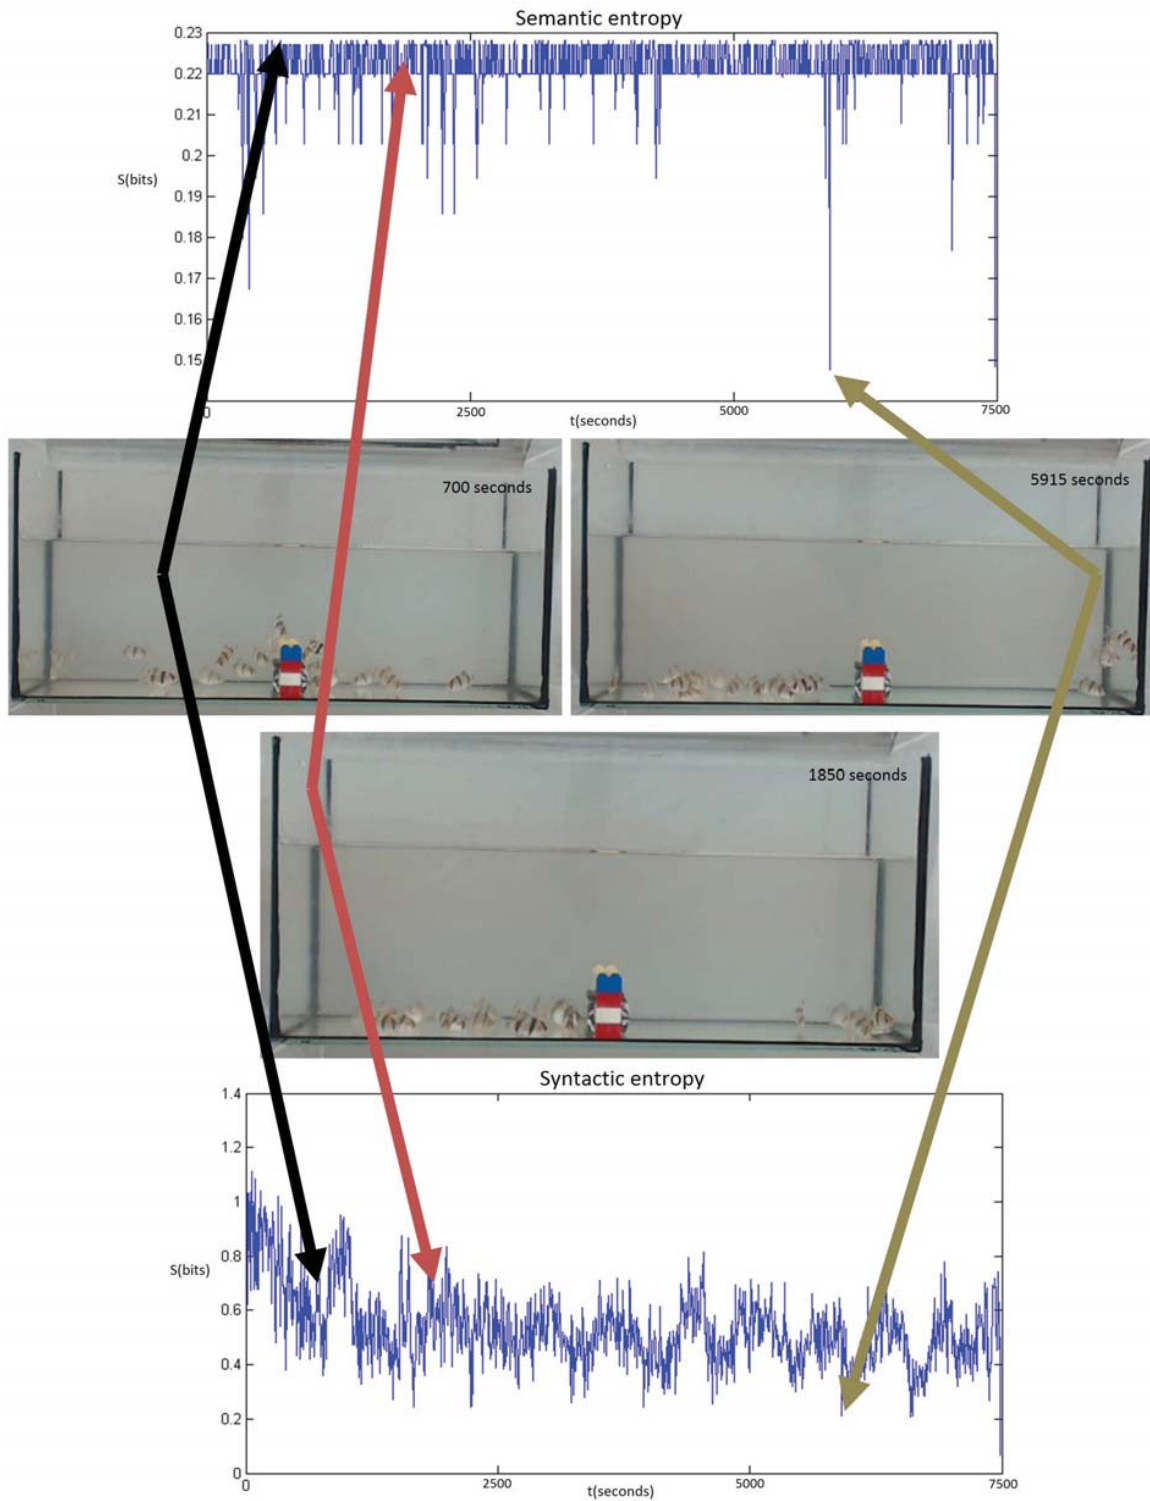 Semantic entropy
0.23
0.22
0.21
0.2
S(bits)
0.19
0.18
0.17
0.16
0.15
0
2500
5000
7500
t(seconds)
700 seconds
5915 seconds
1850 seconds
Syntactic entropy
1.4
1.2
1
0.8
S(bits)
0.6
0.4
0.2
0
0
2500
5000
7500
t(seconds)